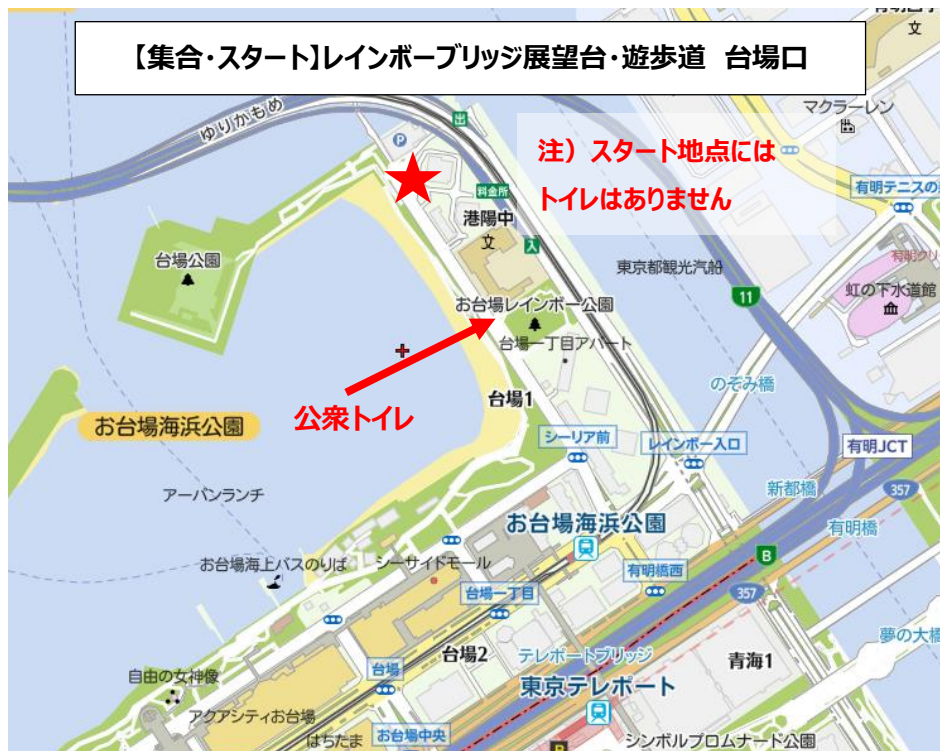 【集合・スタート】レインボーブリッジ展望台・遊歩道 台場口
文
マクラーレン
ゆりかもめ
出
P
注）スタート地点には
トイレはありません
料金所
有明テニスの
港陽中
文
入
台場公園
東京都観光汽船
虹の下水道館
11
お台場レインボー公園
台場一丁目アパート
のぞみ橋
公衆トイレ
台場1
お台場海浜公園
シーリア前
レインボー入口
有明JCT
アーバンランチ
新都橋
357
有明橋
お台場海浜公園
お台場海上バスのりば
シーサイドモール
B
有明橋西
台場一丁目
357
夢の大橋
台場2
テレポートブリッジ
青海1
自由の女神像
台場
東京テレポート
アクアシティお台場
はちたま
お台場中央
シンボルプロムナード公園